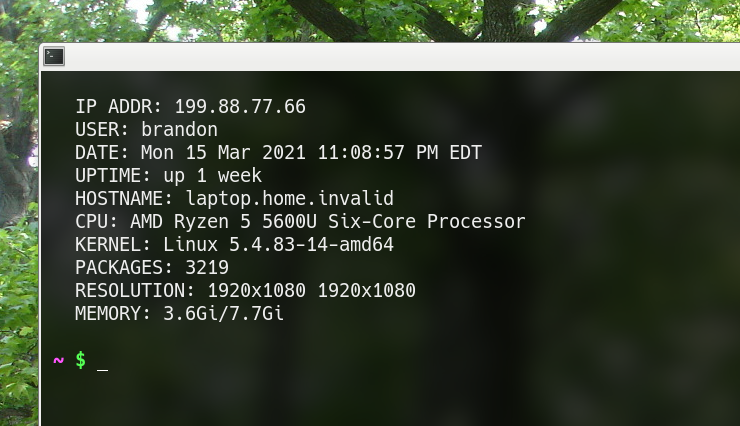 IP ADDR: 199.88.77.66
USER: brandon
DATE: Mon 15 Mar 2021 11:08:57 PM EDT
UPTIME: up 1 week
HOSTNAME: laptop.home.invalid
CPU: AMD Ryzen 5 5600U Six-Core Processor
KERNEL: Linux 5.4.83-14-amd64
PACKAGES: 3219
RESOLUTION: 1920x1080 1920x1080
MEMORY: 3.6Gi/7.7Gi
~ $ _